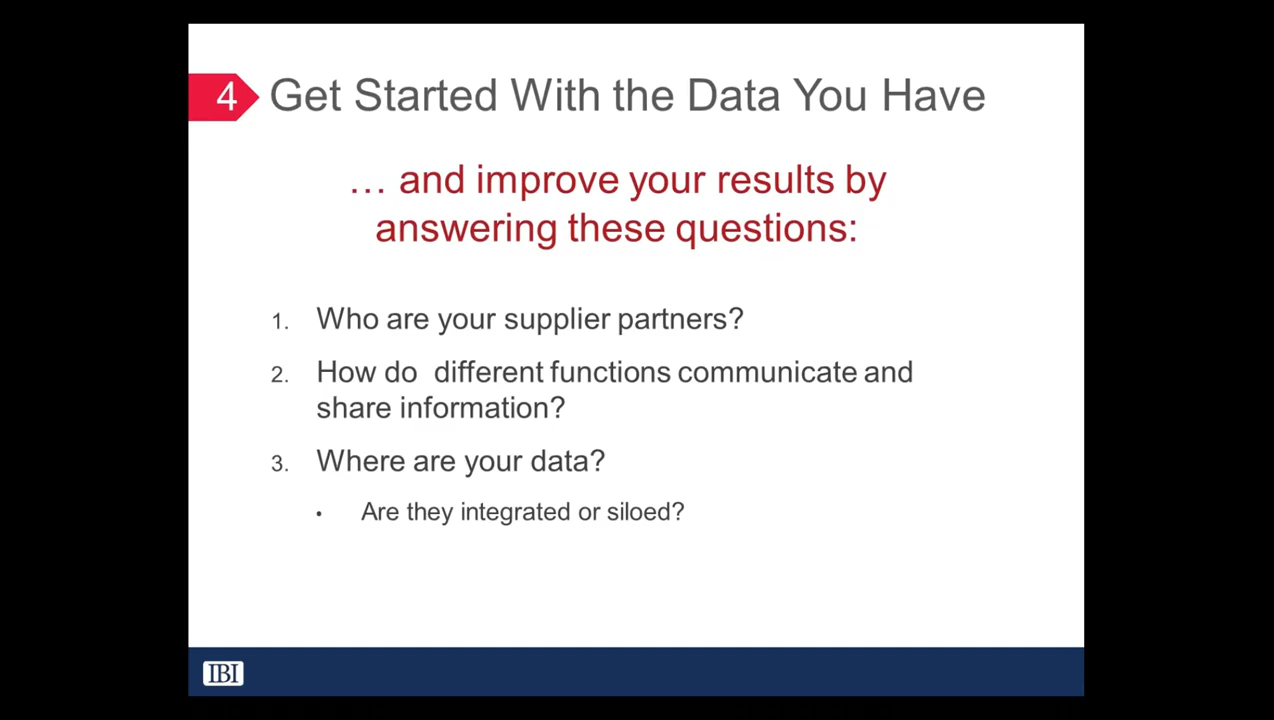 4
Get Started With the Data You Have
… and improve your results by
answering these questions:
1. Who are your supplier partners?
2. How do  different functions communicate and
share information?
3. Where are your data?
• Are they integrated or siloed?
IBI